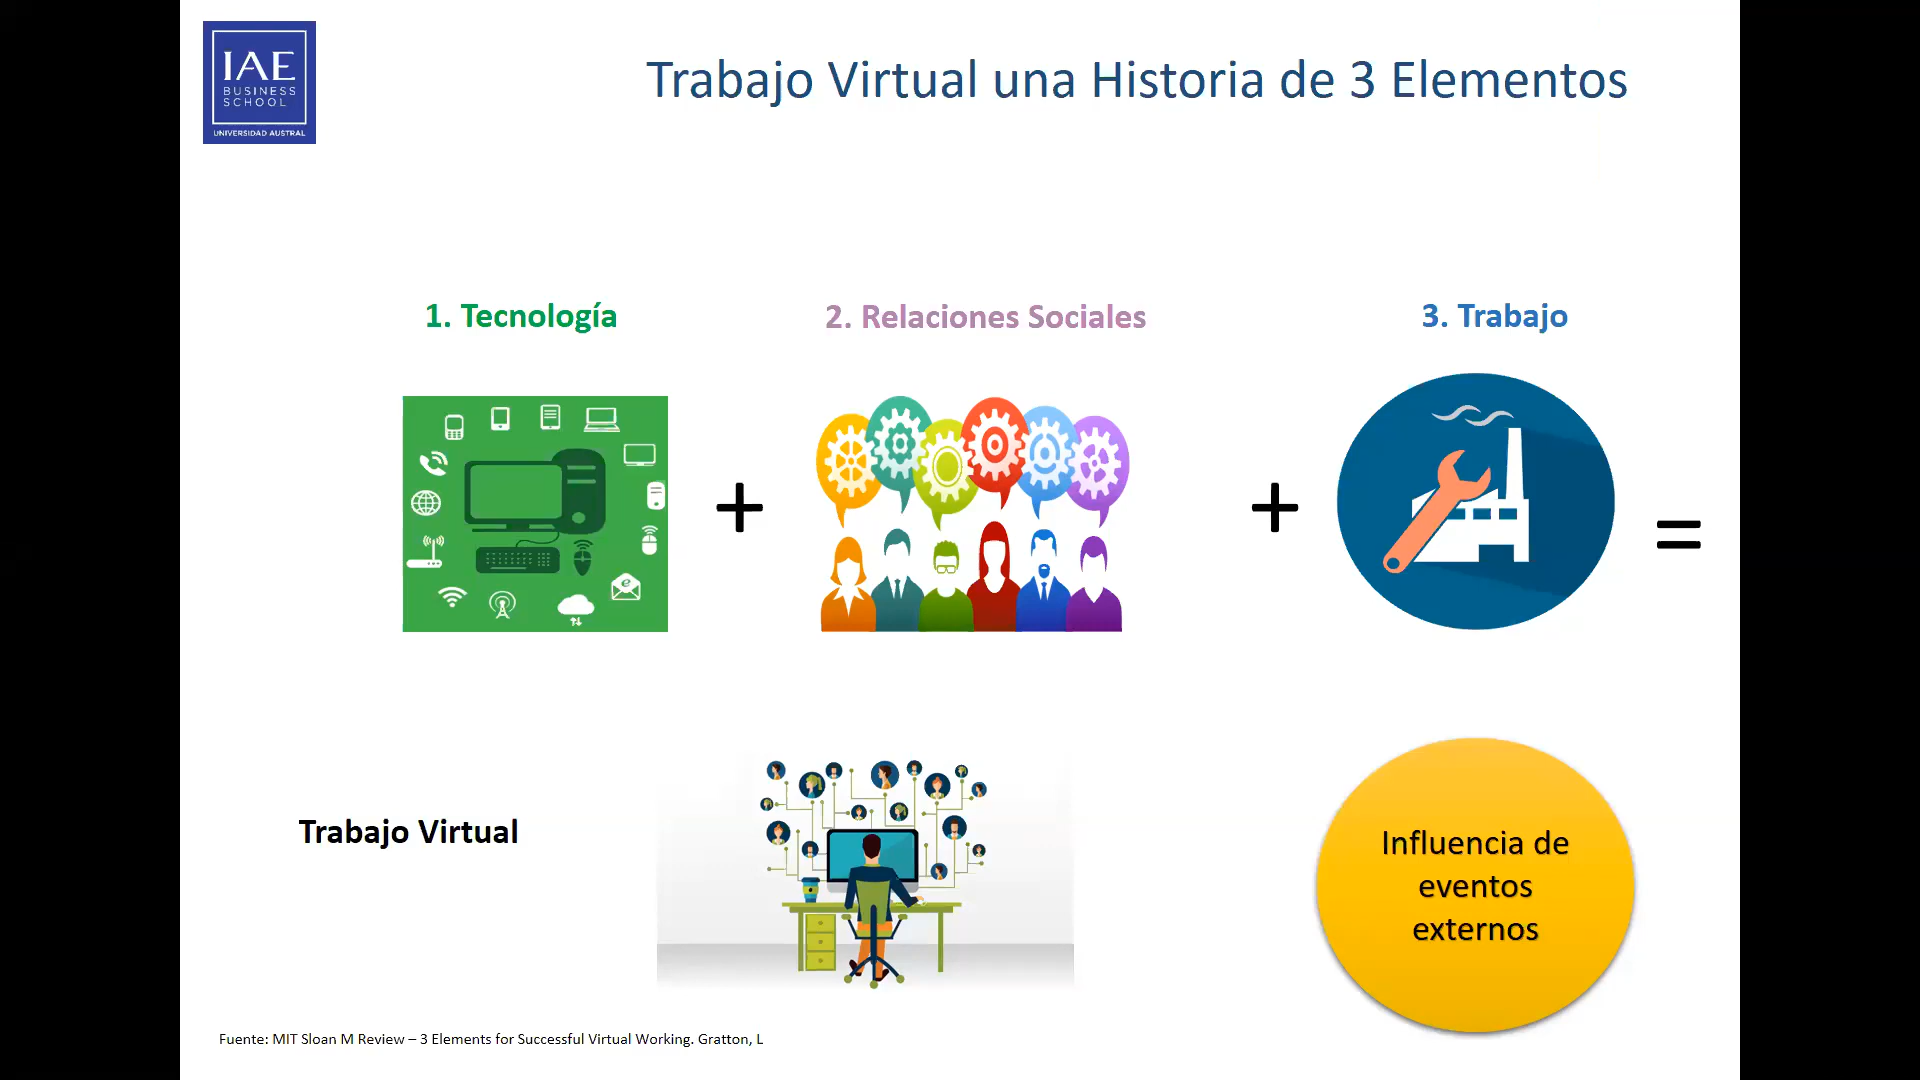 IAE
BUSINESS
SCHOOL
UNIVERSIDAD AUSTRAL
Trabajo Virtual una Historia de 3 Elementos
1. Tecnología
2. Relaciones Sociales
3. Trabajo
+
+
=
Trabajo Virtual
Influencia de
eventos
externos
Fuente: MIT Sloan M Review – 3 Elements for Successful Virtual Working. Gratton, L